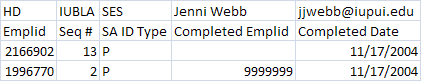 HD IUBLA SES Jenni Webb jjwebb@iupui.edu
Emplid Seq # SA ID Type Completed Emplid Completed Date
2166902 13 P 11/17/2004
1996770 2 P 9999999 11/17/2004